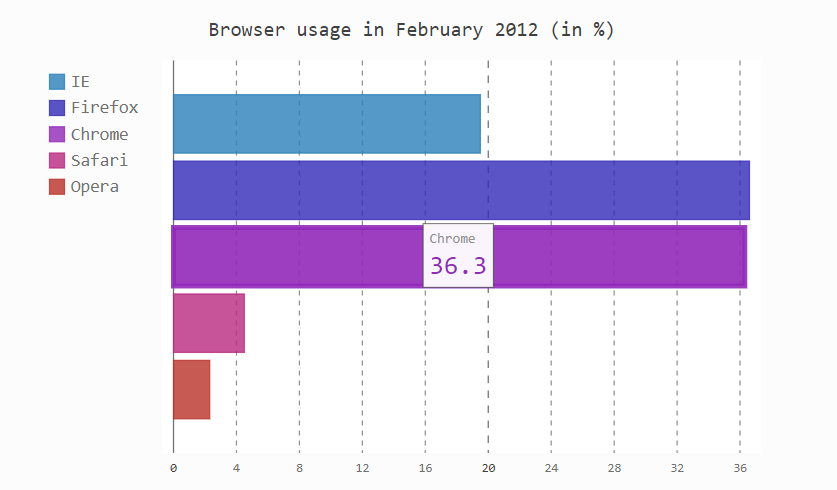 Browser usage in February 2012 (in %)
IE
Firefox
Chrome
Safari
Opera
Chrome
36.3
0 4 8 12 16 20 24 28 32 36